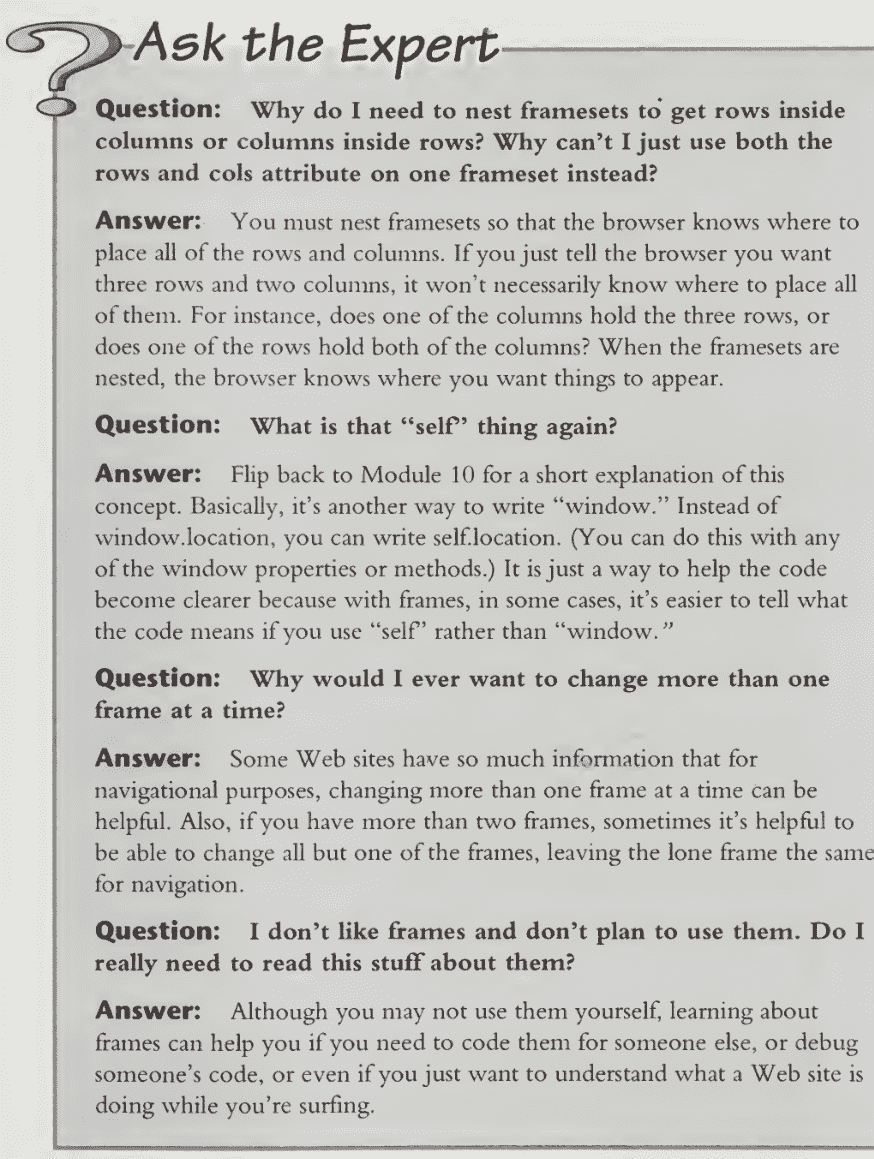 Ask the Expert
Question: Why do I need to nest framesets to get rows inside
columns or columns inside rows? Why can't I just use both the
rows and cols attribute on one frameset instead?
Answer: You must nest framesets so that the browser knows where to
place all of the rows and columns. If you just tell the browser you want
three rows and two columns, it won't necessarily know where to place all
of them. For instance, does one of the columns hold the three rows, or
does one of the rows hold both of the columns? When the framesets are
nested, the browser knows where you want things to appear.
Question: What is that “self” thing again?
Answer: Flip back to Module 10 for a short explanation of this
concept. Basically, it's another way to write “window.” Instead of
window.location, you can write self.location. (You can do this with any
of the window properties or methods.) It is just a way to help the code
become clearer because with frames, in some cases, it's easier to tell what
the code means if you use “self” rather than “window.”
Question: Why would I ever want to change more than one
frame at a time?
Answer: Some Web sites have so much information that for
navigational purposes, changing more than one frame at a time can be
helpful. Also, if you have more than two frames, sometimes it's helpful to
be able to change all but one of the frames, leaving the lone frame the same
for navigation.
Question: I don't like frames and don't plan to use them. Do I
really need to read this stuff about them?
Answer: Although you may not use them yourself, learning about
frames can help you if you need to code them for someone else, or debug
someone's code, or even if you just want to understand what a Web site is
doing while you're surfing.